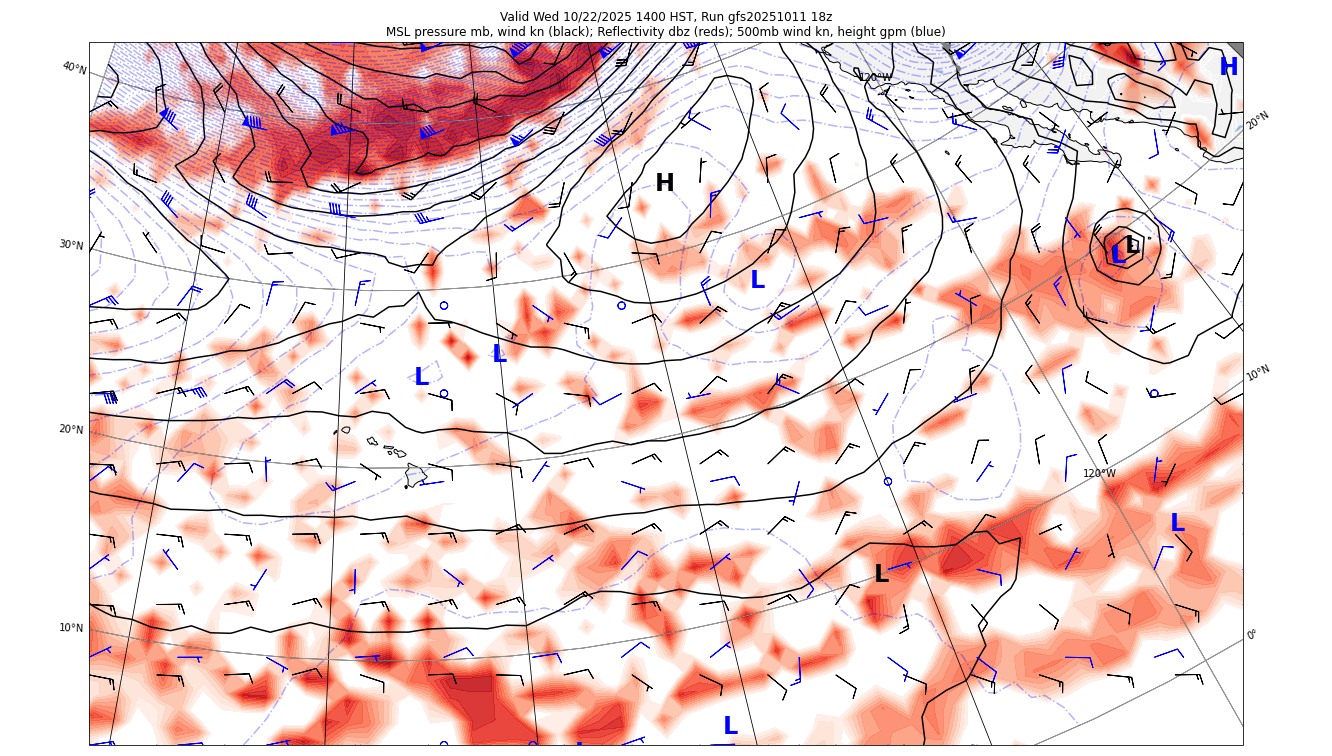 Valid Wed 10/22/2025 1400 HST, Run gfs20251011 18z
MSL pressure mb, wind kn (black); Reflectivity dbz (reds); 500mb wind kn, height gpm (blue)
40°N
120°W
H
20°N
H
30°N
L
L
L
L
L
10°N
L
20°N
120°W
L
L
10°N
0°
L